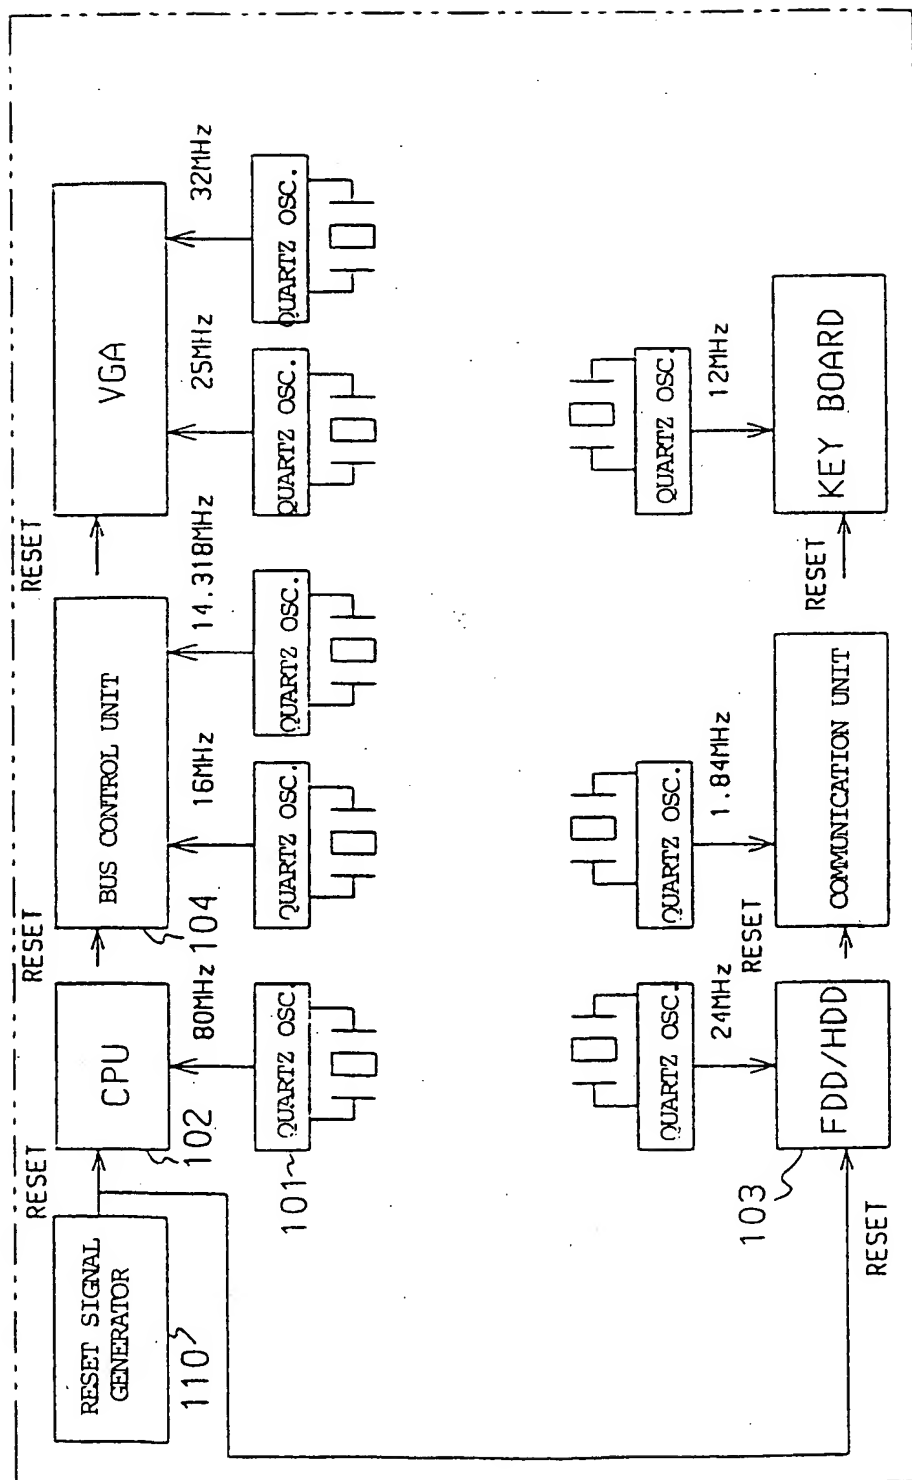 RESET SIGNAL
GENERATOR
110
RESET
CPU
102
80MHz
QUARTZ OSC.
101
RESET
BUS CONTROL UNIT
104
16MHz
QUARTZ OSC.
14.318MHz
QUARTZ OSC.
RESET
VGA
25MHz
QUARTZ OSC.
32MHz
QUARTZ OSC.
QUARTZ OSC.
24MHz
FDD/HDD
103
RESET
QUARTZ OSC.
1.84MHz
RESET
COMMUNICATION UNIT
QUARTZ OSC.
12MHz
RESET
KEY BOARD